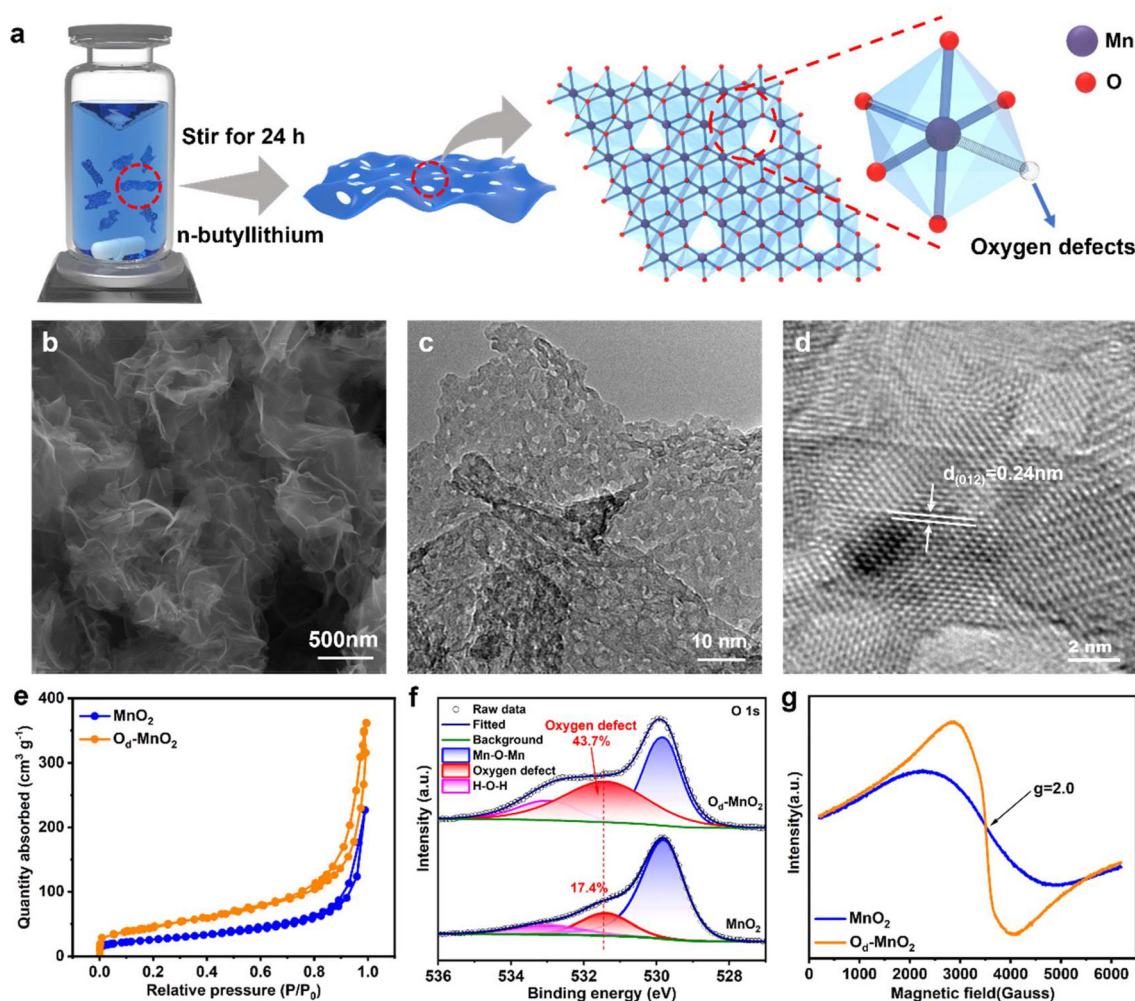 a
Stir for 24 h
n-butyllithium
Mn
O
Oxygen defects
b
500nm
c
10 nm
d
d(012)=0.24nm
2 nm
e
MnO2
Od-MnO2
Quantity absorbed (cm3 g-1)
400
300
200
100
0
0.0 0.2 0.4 0.6 0.8 1.0
Relative pressure (P/P0)
f
Raw data
Fitted
Background
Mn-O-Mn
Oxygen defect
H-O-H
Oxygen defect
43.7%
O 1s
Od-MnO2
17.4%
MnO2
Intensity (a.u.)
536 534 532 530 528
Binding energy (eV)
g
g=2.0
MnO2
Od-MnO2
Intensity(a.u.)
0 1000 2000 3000 4000 5000 6000
Magnetic field(Gauss)